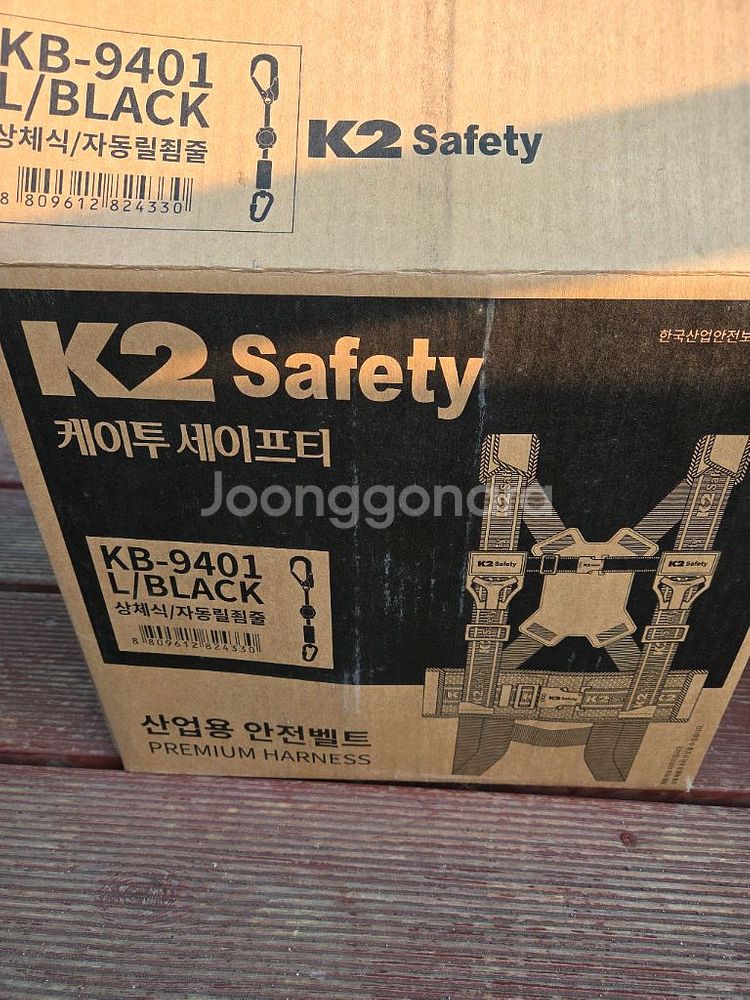 KB-9401
L/BLACK
상체식/자동릴죔줄
8 809612 824330
K2 Safety
K2 Safety
케이투 세이프티
한국산업안전보
Joonggonara
KB-9401
L/BLACK
상체식/자동릴죔줄
8 809612 824330
K2 Safety
K2 Safety
산업용 안전벨트
PREMIUM HARNESS